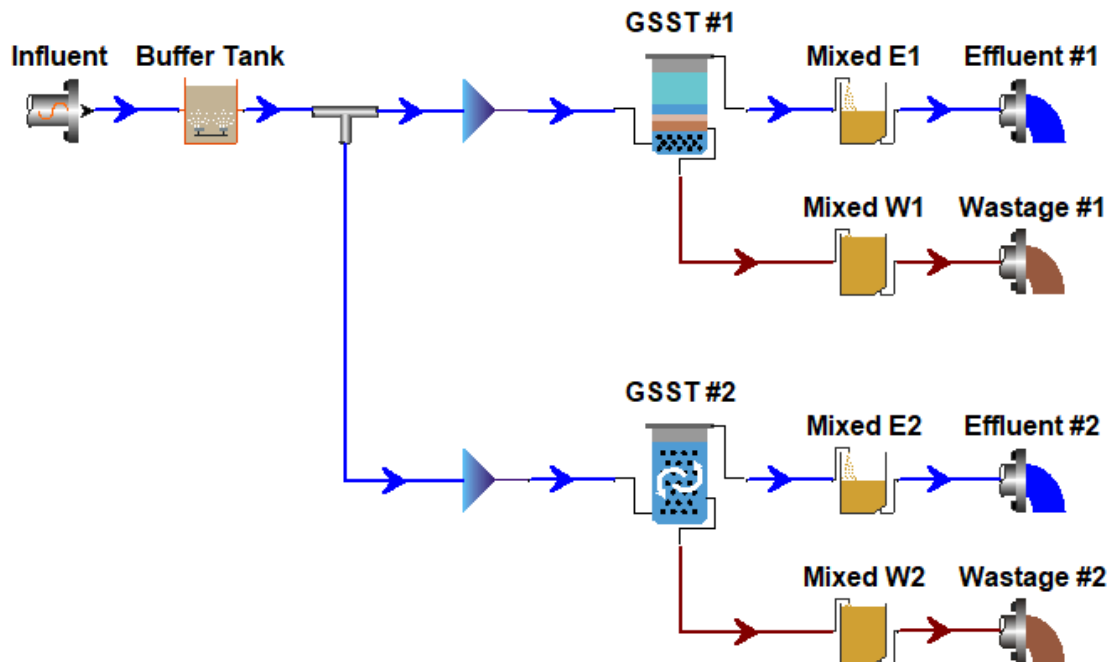 GSST #1
Influent
Buffer Tank
Mixed E1
Effluent #1
Mixed W1
Wastage #1
GSST #2
Mixed E2
Effluent #2
Mixed W2
Wastage #2